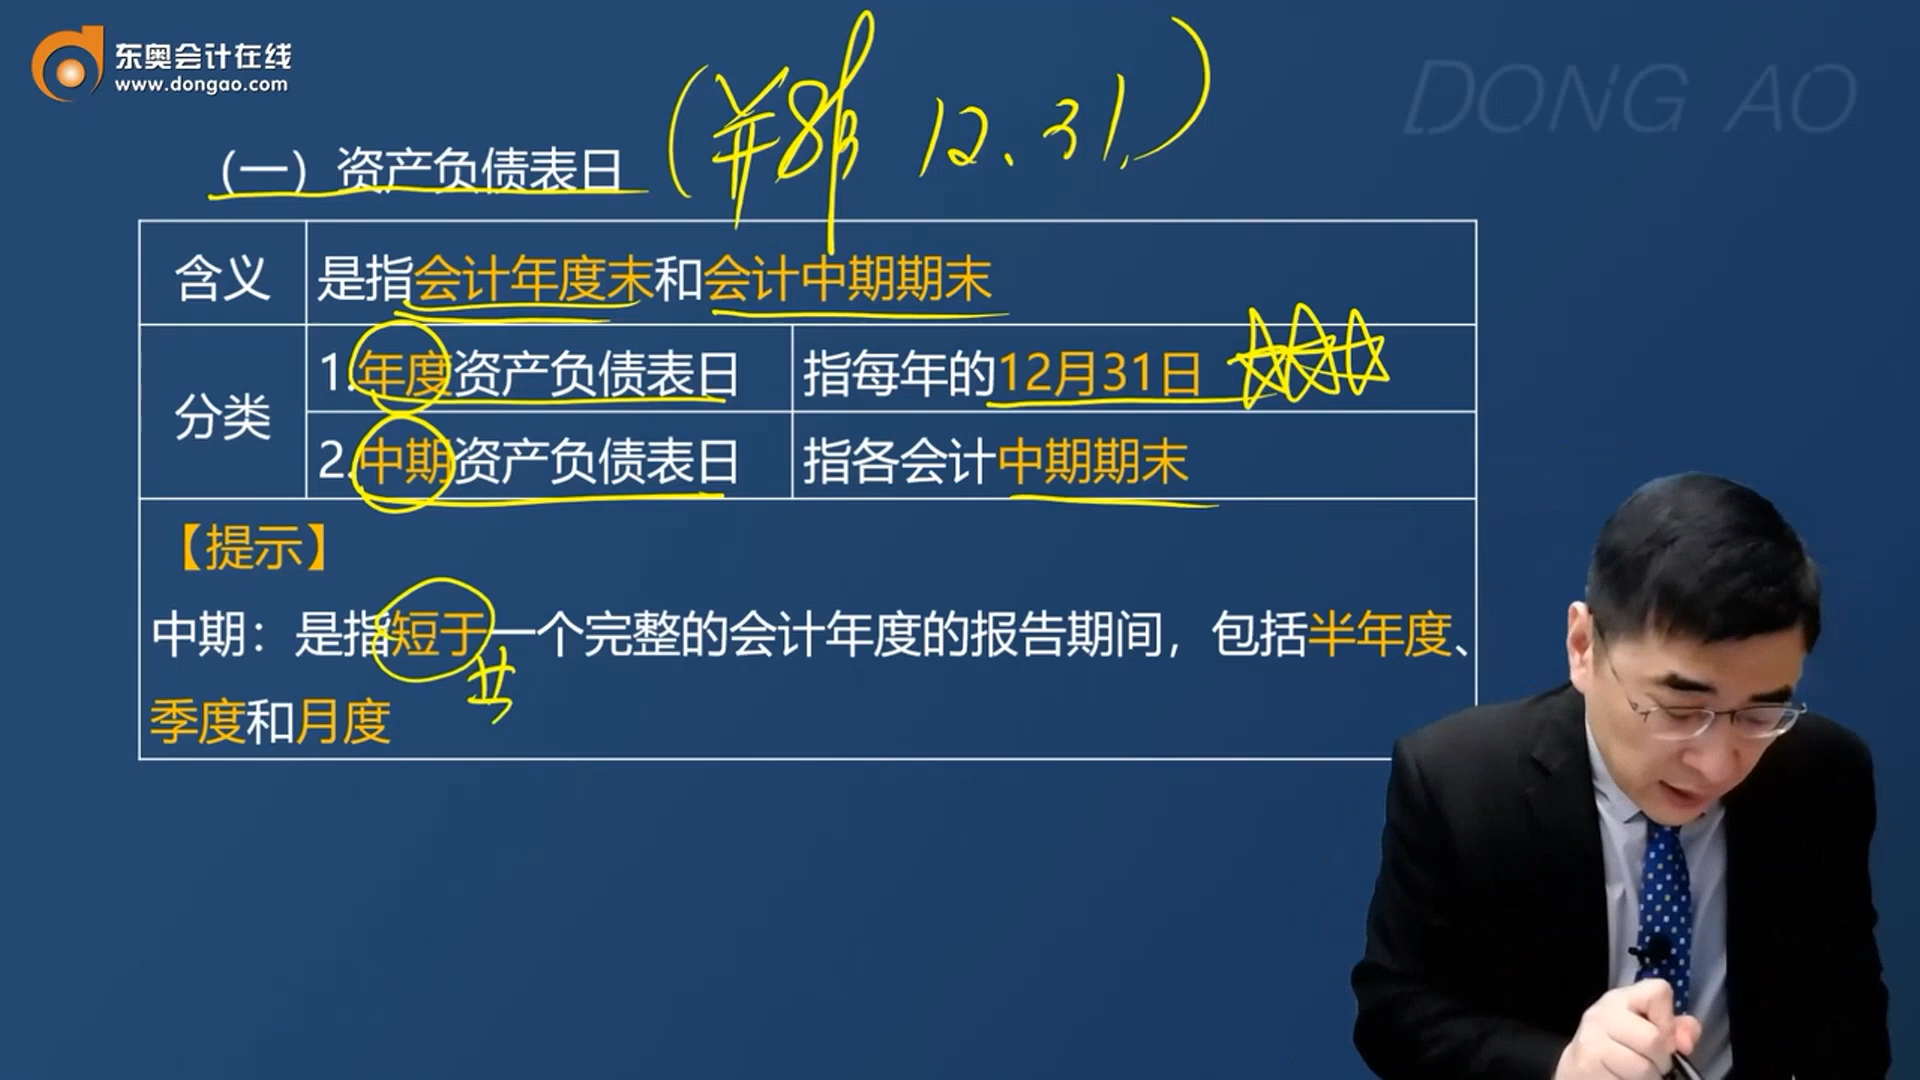 东奥会计在线
www.dongao.com
DONG AO
(一) 资产负债表日 ( 12.31.)
含义 是指会计年度末和会计中期期末
分类 1.年度资产负债表日 指每年的12月31日
2.中期资产负债表日 指各会计中期期末
【提示】
中期：是指短于一个完整的会计年度的报告期间，包括半年度、
季度和月度